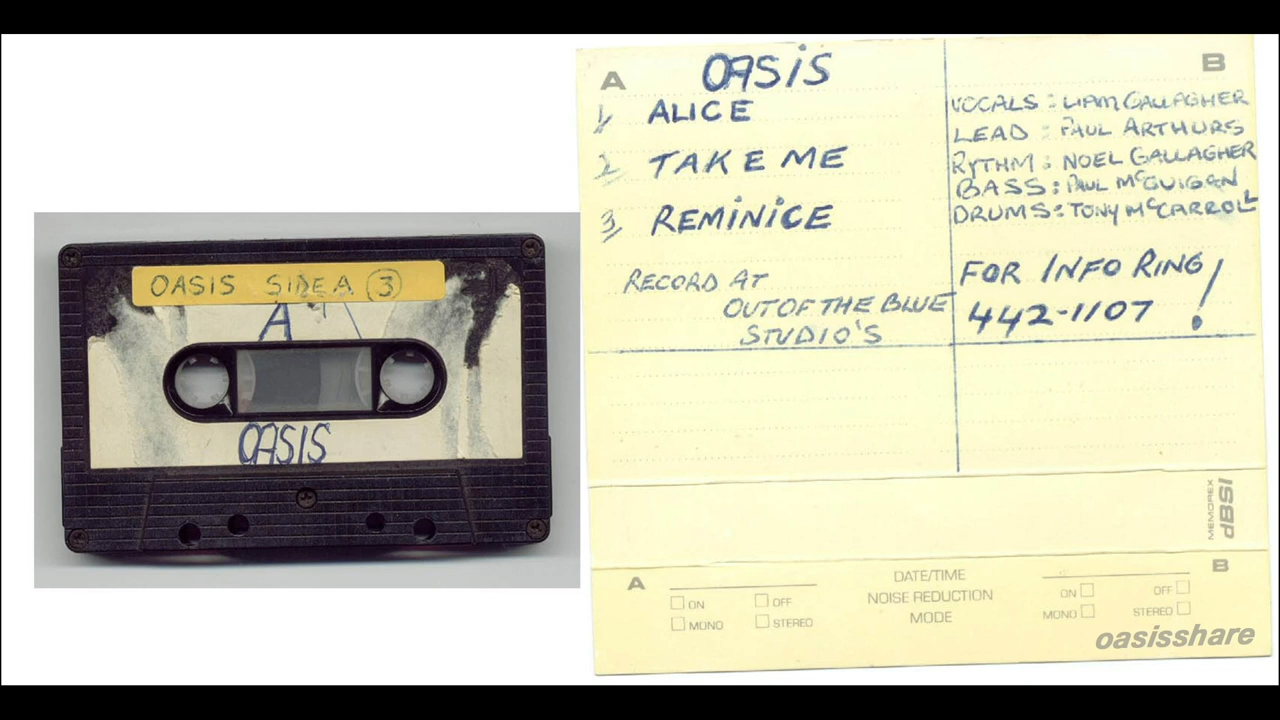 OASIS SIDE A 3
A
OASIS
A
OASIS
B
1, ALICE
2, TAKE ME
3, REMINICE
RECORD AT
OUT OF THE BLUE
STUDIO'S
VOCALS : LIAM GALLAGHER
LEAD : PAUL ARTHURS
RYTHM : NOEL GALLAGHER
BASS : PAUL McGUIGAN
DRUMS : TONY McCARROLL
FOR INFO RING
442-1107 !
MEMOREX
dBSI
A
B
DATE/TIME
NOISE REDUCTION
MODE
ON OFF
MONO STEREO
ON OFF
MONO STEREO
oasisshare